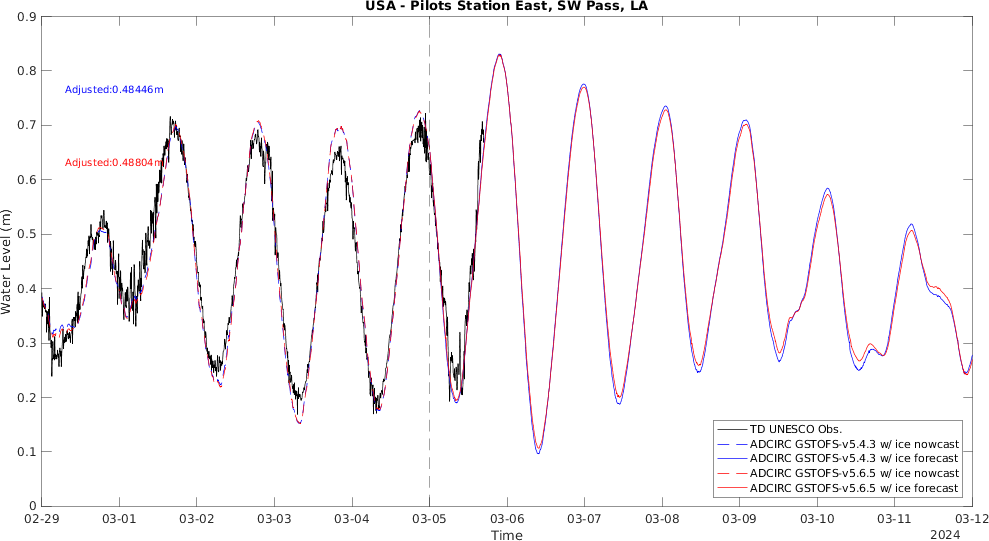 USA - Pilots Station East, SW Pass, LA
0.9
0.8
0.7
0.6
0.5
0.4
0.3
0.2
0.1
0
Water Level (m)
Adjusted:0.48446m
Adjusted:0.48804m
TD UNESCO Obs.
ADCIRC GSTOFS-v5.4.3 w/ ice nowcast
ADCIRC GSTOFS-v5.4.3 w/ ice forecast
ADCIRC GSTOFS-v5.6.5 w/ ice nowcast
ADCIRC GSTOFS-v5.6.5 w/ ice forecast
02-29 03-01 03-02 03-03 03-04 03-05 03-06 03-07 03-08 03-09 03-10 03-11 03-12
Time
2024